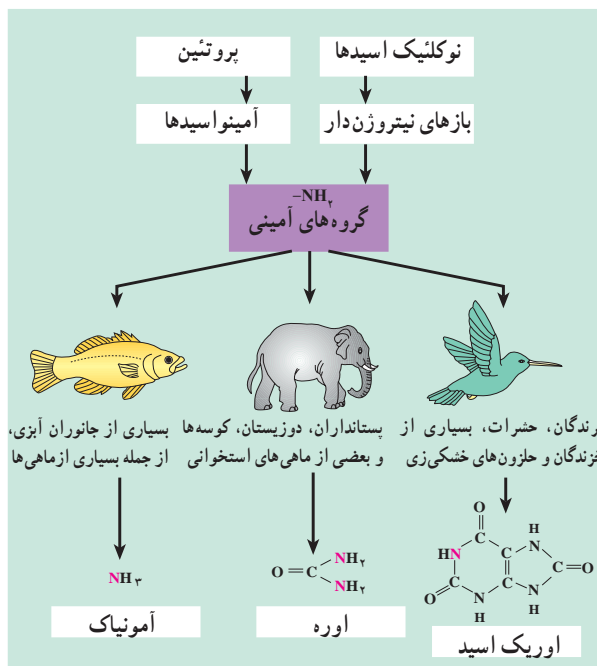 نوکلئیک اسیدها
پروتئین
بازهای نیتروژن‌دار
آمینواسیدها
–NH۲
گروه‌های آمینی
رندگان، حشرات، بسیاری از
خزندگان و حلزون‌های خشکی‌زی
پستانداران، دوزیستان، کوسه‌ها
و بعضی از ماهی‌های استخوانی
بسیاری از جانوران آبزی،
از جمله بسیاری ازماهی‌ها
O
C
HN
C
O
C
C
N
H
N
H
C
N
H
O
O=C
NH۲
NH۲
NH۳
اوریک اسید
اوره
آمونیاک